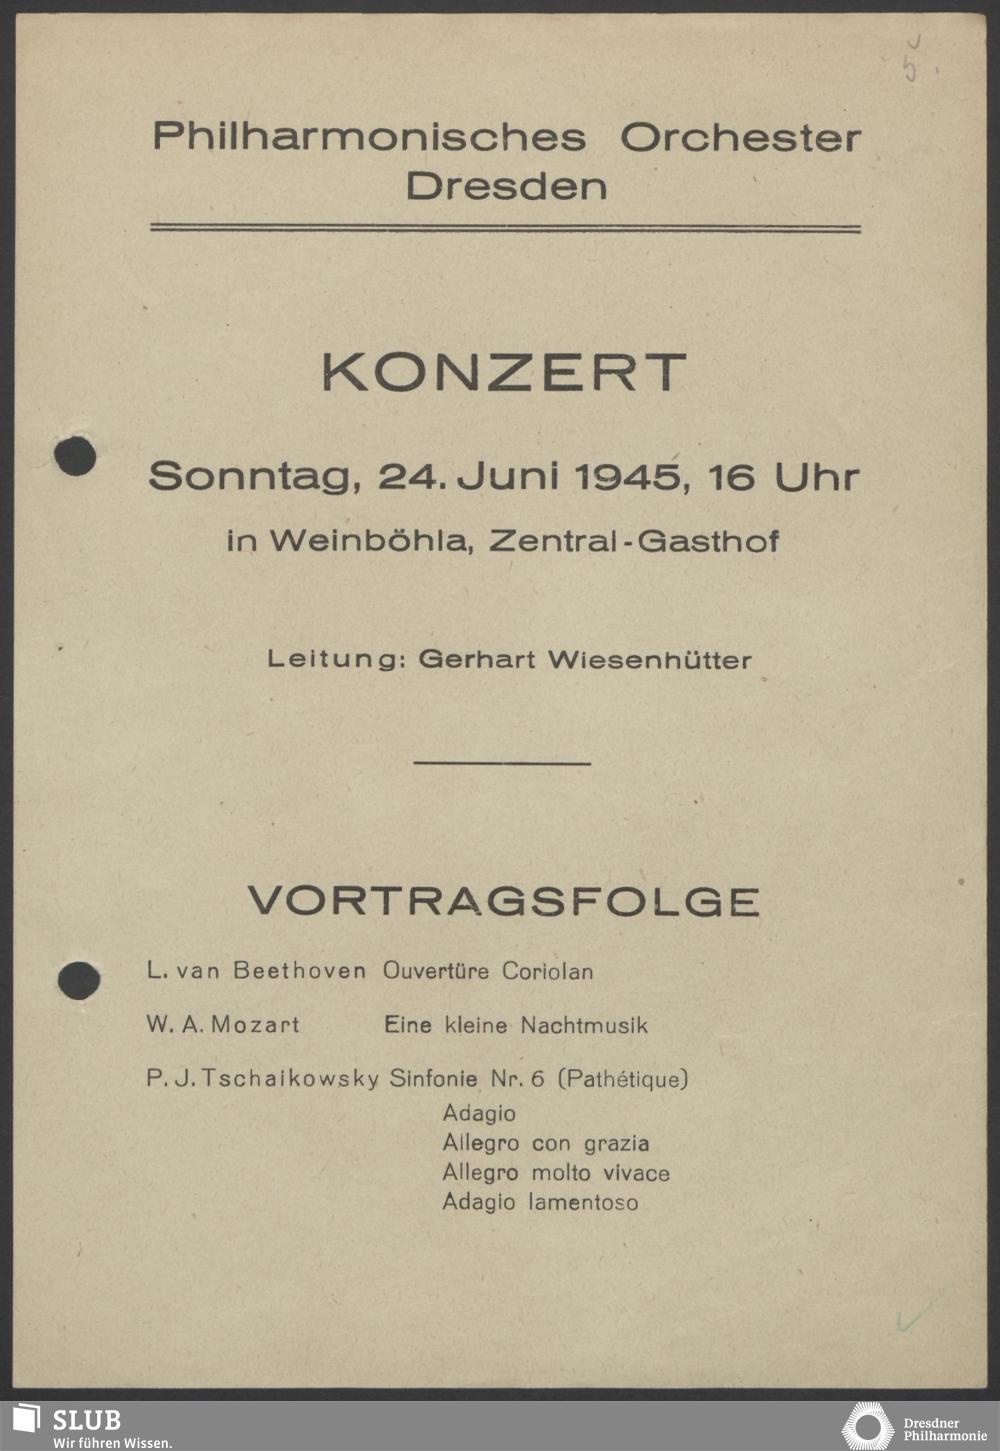 5.
Philharmonisches Orchester
Dresden
KONZERT
Sonntag, 24. Juni 1945, 16 Uhr
in Weinböhla, Zentral-Gasthof
Leitung: Gerhart Wiesenhütter
VORTRAGSFOLGE
L. van Beethoven Ouvertüre Coriolan
W. A. Mozart Eine kleine Nachtmusik
P. J. Tschaikowsky Sinfonie Nr. 6 (Pathétique)
Adagio
Allegro con grazia
Allegro molto vivace
Adagio lamentoso
SLUB
Wir führen Wissen.
Dresdner
Philharmonie